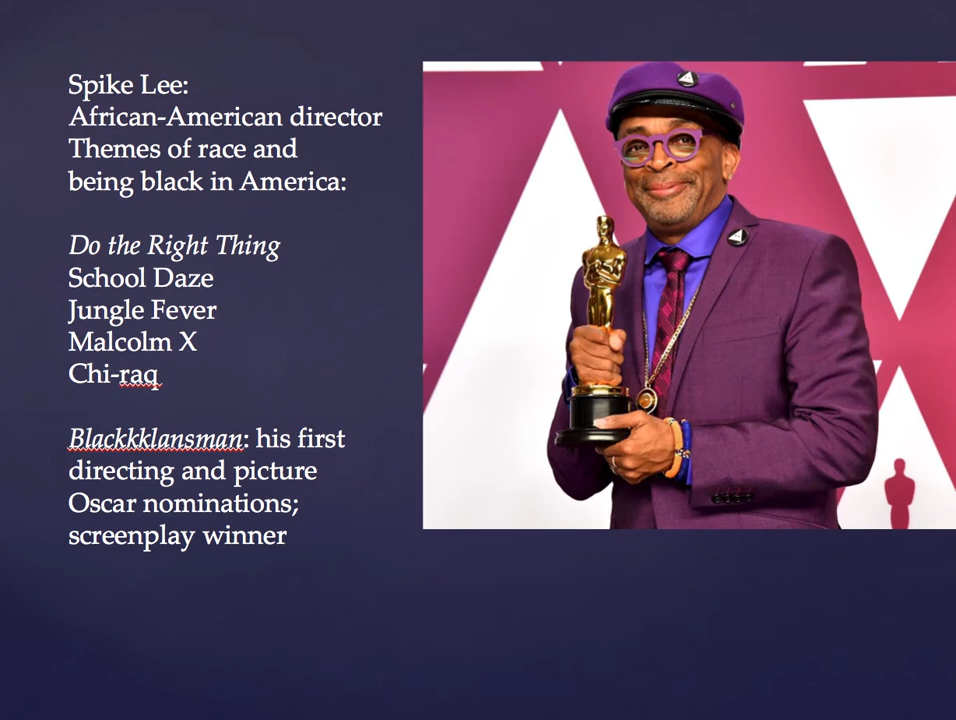 Spike Lee:
African-American director
Themes of race and
being black in America:
Do the Right Thing
School Daze
Jungle Fever
Malcolm X
Chi-raq
Blackkklansman: his first
directing and picture
Oscar nominations;
screenplay winner